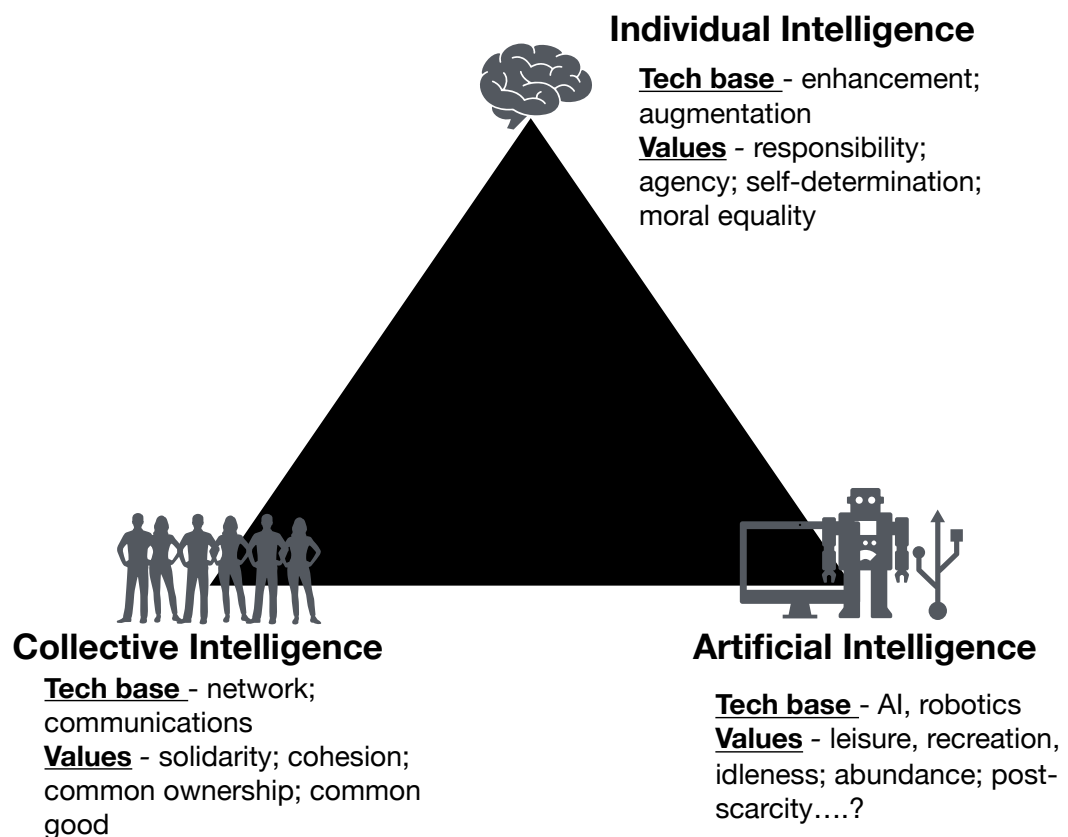 Individual Intelligence
Tech base - enhancement;
augmentation
Values - responsibility;
agency; self-determination;
moral equality
Collective Intelligence
Tech base - network;
communications
Values - solidarity; cohesion;
common ownership; common
good
Artificial Intelligence
Tech base - AI, robotics
Values - leisure, recreation,
idleness; abundance; post-
scarcity….?